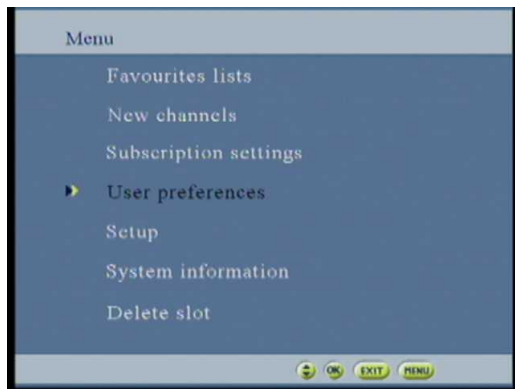 Menu
Favourites lists
New channels
Subscription settings
User preferences
Setup
System information
Delete slot
OK EXIT MENU